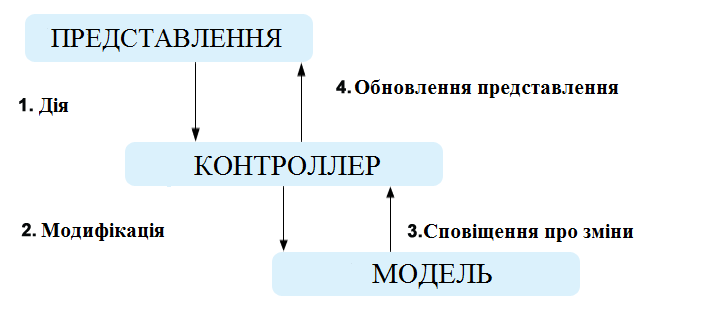 ПРЕДСТАВЛЕННЯ
4. Обновлення представлення
1. Дія
КОНТРОЛЛЕР
2. Модифікація
3.Сповіщення про зміни
МОДЕЛЬ